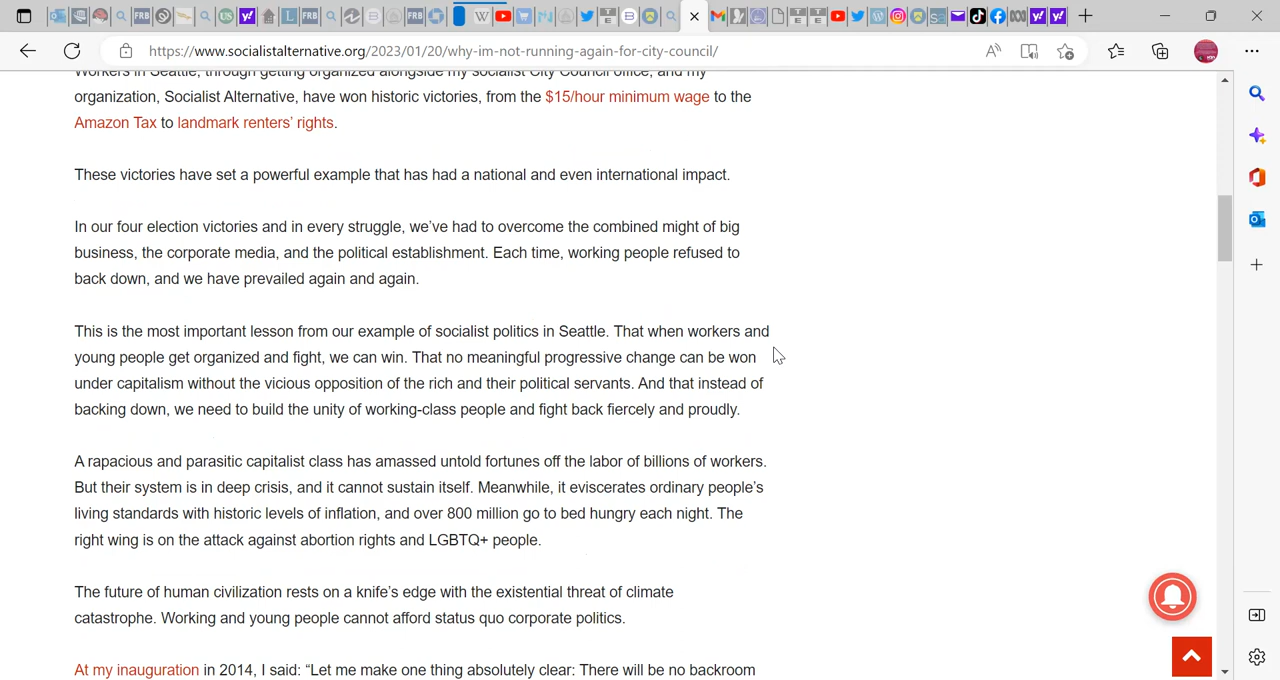 https://www.socialistalternative.org/2023/01/20/why-im-not-running-again-for-city-council/
Workers in Seattle, through getting organized alongside my socialist City Council office, and my
organization, Socialist Alternative, have won historic victories, from the $15/hour minimum wage to the
Amazon Tax to landmark renters’ rights.
These victories have set a powerful example that has had a national and even international impact.
In our four election victories and in every struggle, we’ve had to overcome the combined might of big
business, the corporate media, and the political establishment. Each time, working people refused to
back down, and we have prevailed again and again.
This is the most important lesson from our example of socialist politics in Seattle. That when workers and
young people get organized and fight, we can win. That no meaningful progressive change can be won
under capitalism without the vicious opposition of the rich and their political servants. And that instead of
backing down, we need to build the unity of working-class people and fight back fiercely and proudly.
A rapacious and parasitic capitalist class has amassed untold fortunes off the labor of billions of workers.
But their system is in deep crisis, and it cannot sustain itself. Meanwhile, it eviscerates ordinary people’s
living standards with historic levels of inflation, and over 800 million go to bed hungry each night. The
right wing is on the attack against abortion rights and LGBTQ+ people.
The future of human civilization rests on a knife’s edge with the existential threat of climate
catastrophe. Working and young people cannot afford status quo corporate politics.
At my inauguration in 2014, I said: “Let me make one thing absolutely clear: There will be no backroom